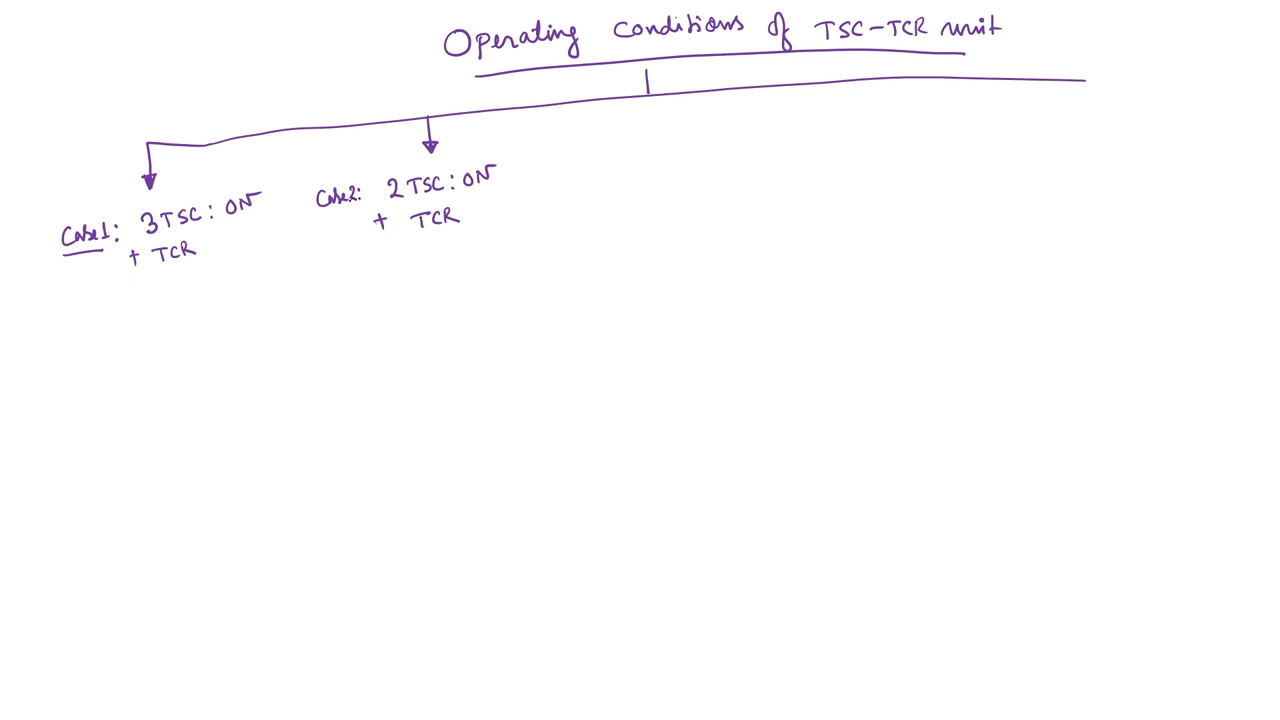 Operating Conditions of TSC-TCR unit
Case1: 3TSC: ON
+ TCR
Case2: 2TSC: ON
+ TCR